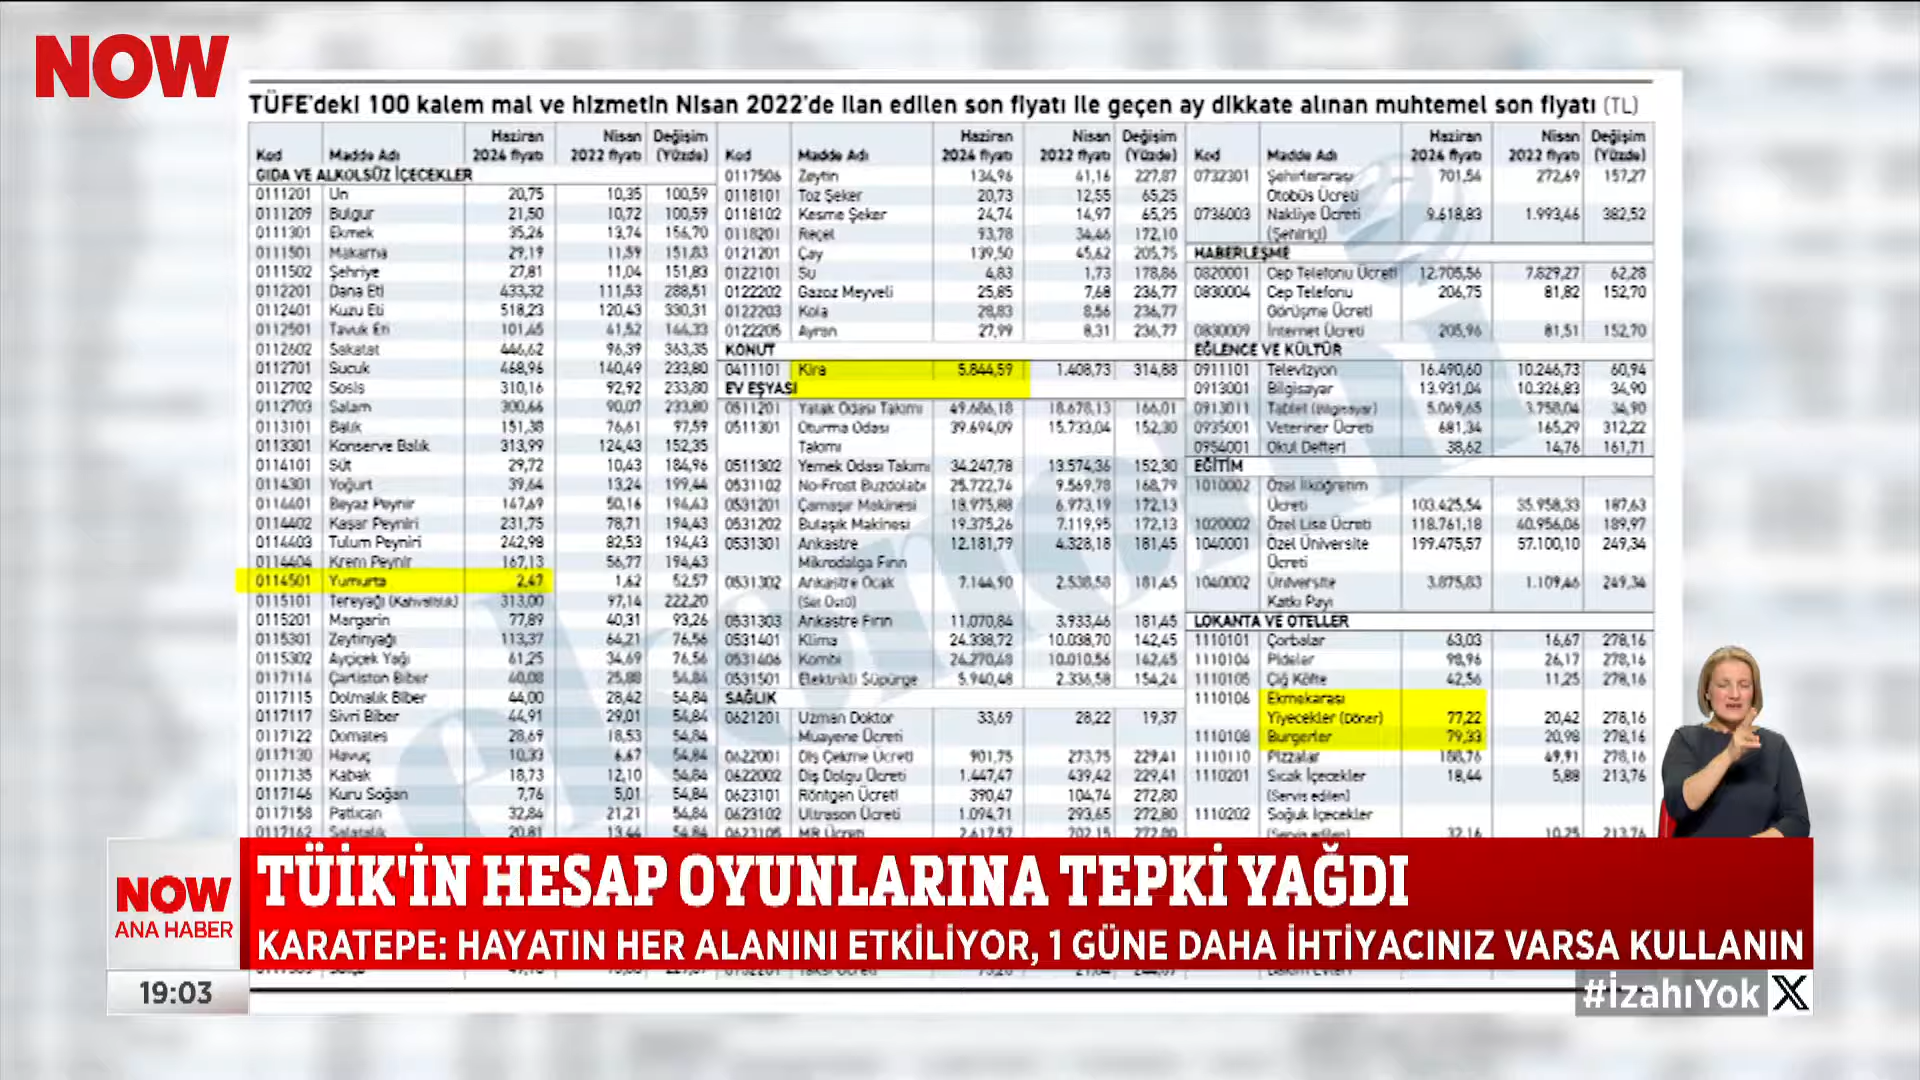 NOW
TÜFE'deki 100 kalem mal ve hizmetin Nisan 2022'de ilan edilen son fiyatı ile geçen ay dikkate alınan muhtemel son fiyatı (TL)
Kod Madde Adı Haziran 2024 fiyatı Nisan 2022 fiyatı Değişim (Yüzde)
GIDA VE ALKOLSÜZ İÇECEKLER
0111201 Un 20,75 10,35 100,59
0111209 Bulgur 21,50 10,72 100,59
0111301 Ekmek 35,26 13,74 156,70
0111501 Makarna 29,19 11,59 151,83
0111502 Şehriye 27,81 11,04 151,83
0112201 Dana Eti 433,32 111,53 288,51
0112401 Kuzu Eti 518,23 120,43 330,31
0112501 Tavuk Eti 101,45 41,52 144,33
0112602 Sakatat 446,62 96,39 363,35
0112701 Sucuk 468,96 140,49 233,80
0112702 Sosis 310,16 92,92 233,80
0112703 Salam 300,66 90,07 233,80
0113101 Balık 151,38 76,61 97,59
0113301 Konserve Balık 313,99 124,43 152,35
0114101 Süt 29,72 10,43 184,96
0114301 Yoğurt 39,64 13,24 199,44
0114401 Beyaz Peynir 147,69 50,16 194,43
0114402 Kaşar Peyniri 231,75 78,71 194,43
0114403 Tulum Peyniri 242,98 82,53 194,43
0114404 Krem Peynir 167,13 56,77 194,43
0114501 Yumurta 2,47 1,62 52,57
0115101 Tereyağı (Kahvaltılık) 313,00 97,14 222,20
0115201 Margarin 77,89 40,31 93,26
0115301 Zeytinyağı 113,37 64,21 76,56
0115302 Ayçiçek Yağı 61,25 34,69 76,56
0117114 Çarliston Biber 40,08 25,88 54,84
0117115 Dolmalık Biber 44,00 28,42 54,84
0117117 Sivri Biber 44,91 29,01 54,84
0117122 Domates 28,69 18,53 54,84
0117130 Havuç 10,33 6,67 54,84
0117135 Kabak 18,73 12,10 54,84
0117146 Kuru Soğan 7,76 5,01 54,84
0117158 Patlıcan 32,84 21,21 54,84
0117162 Salatalık 20,81 13,44 54,84
Kod Madde Adı Haziran 2024 fiyatı Nisan 2022 fiyatı Değişim (Yüzde)
0117506 Zeytin 134,96 41,16 227,87
0118101 Toz Şeker 20,73 12,55 65,25
0118102 Kesme Şeker 24,74 14,97 65,25
0118201 Reçel 93,78 34,46 172,10
0121201 Çay 139,50 45,62 205,75
0122101 Su 4,83 1,73 178,86
0122202 Gazoz Meyveli 25,85 7,68 236,77
0122203 Kola 28,83 8,56 236,77
0122205 Ayran 27,99 8,31 236,77
KONUT
0411101 Kira 5.844,59 1.408,73 314,88
EV EŞYASI
0511201 Yatak Odası Takımı 49.686,18 18.678,13 166,01
0511301 Oturma Odası 39.694,09 15.733,04 152,30
Takımı
0511302 Yemek Odası Takımı 34.247,78 13.574,36 152,30
0531102 No-Frost Buzdolabı 25.722,74 9.569,78 168,79
0531201 Çamaşır Makinesi 18.975,88 6.973,19 172,13
0531202 Bulaşık Makinesi 19.375,26 7.119,95 172,13
0531301 Ankastre 12.181,79 4.328,18 181,45
Mikrodalga Fırın
0531302 Ankastre Ocak 7.144,90 2.538,58 181,45
(Set Üstü)
0531303 Ankastre Fırın 11.070,84 3.933,46 181,45
0531401 Klima 24.338,72 10.038,70 142,45
0531406 Kombi 24.270,48 10.010,56 142,45
0531501 Elektrikli Süpürge 5.940,48 2.336,58 154,24
SAĞLIK
0621201 Uzman Doktor 33,69 28,22 19,37
Muayene Ücreti
0622001 Diş Çekme Ücreti 901,75 273,75 229,41
0622002 Diş Dolgu Ücreti 1.447,47 439,42 229,41
0623101 Röntgen Ücreti 390,47 104,74 272,80
0623102 Ultrason Ücreti 1.094,71 293,65 272,80
0623105 MR Ücreti 2.617,57 702,15 272,80
Kod Madde Adı Haziran 2024 fiyatı Nisan 2022 fiyatı Değişim (Yüzde)
0732301 Şehirlerarası 701,54 272,69 157,27
Otobüs Ücreti
0736003 Nakliye Ücreti 9.618,83 1.993,46 382,52
(Şehiriçi)
HABERLEŞME
0820001 Cep Telefonu Ücreti 12.705,56 7.829,27 62,28
0830004 Cep Telefonu 206,75 81,82 152,70
Görüşme Ücreti
0830009 İnternet Ücreti 205,96 81,51 152,70
EĞLENCE VE KÜLTÜR
0911101 Televizyon 16.490,60 10.246,73 60,94
0913001 Bilgisayar 13.931,04 10.326,83 34,90
0913011 Tablet (Bilgisayar) 5.069,65 3.758,04 34,90
0935001 Veteriner Ücreti 681,34 165,29 312,22
0954001 Okul Defteri 38,62 14,76 161,71
EĞİTİM
1010002 Özel İlköğretim
Ücreti 103.425,54 35.958,33 187,63
1020002 Özel Lise Ücreti 118.761,18 40.956,06 189,97
1040001 Özel Üniversite 199.475,57 57.100,10 249,34
Ücreti
1040002 Üniversite 3.875,83 1.109,46 249,34
Katkı Payı
LOKANTA VE OTELLER
1110101 Çorbalar 63,03 16,67 278,16
1110104 Pideler 98,96 26,17 278,16
1110105 Çiğ Köfte 42,56 11,25 278,16
1110106 Ekmekarası
Yiyecekler (Döner) 77,22 20,42 278,16
1110108 Burgerler 79,33 20,98 278,16
1110110 Pizzalar 188,76 49,91 278,16
1110201 Sıcak İçecekler 18,44 5,88 213,76
(Servis edilen)
1110202 Soğuk İçecekler
(Servis edilen) 32,16 10,25 213,76
NOW
ANA HABER
TÜİK'İN HESAP OYUNLARINA TEPKİ YAĞDI
KARATEPE: HAYATIN HER ALANINI ETKİLİYOR, 1 GÜNE DAHA İHTİYACINIZ VARSA KULLANIN
19:03
#İzahıYok X